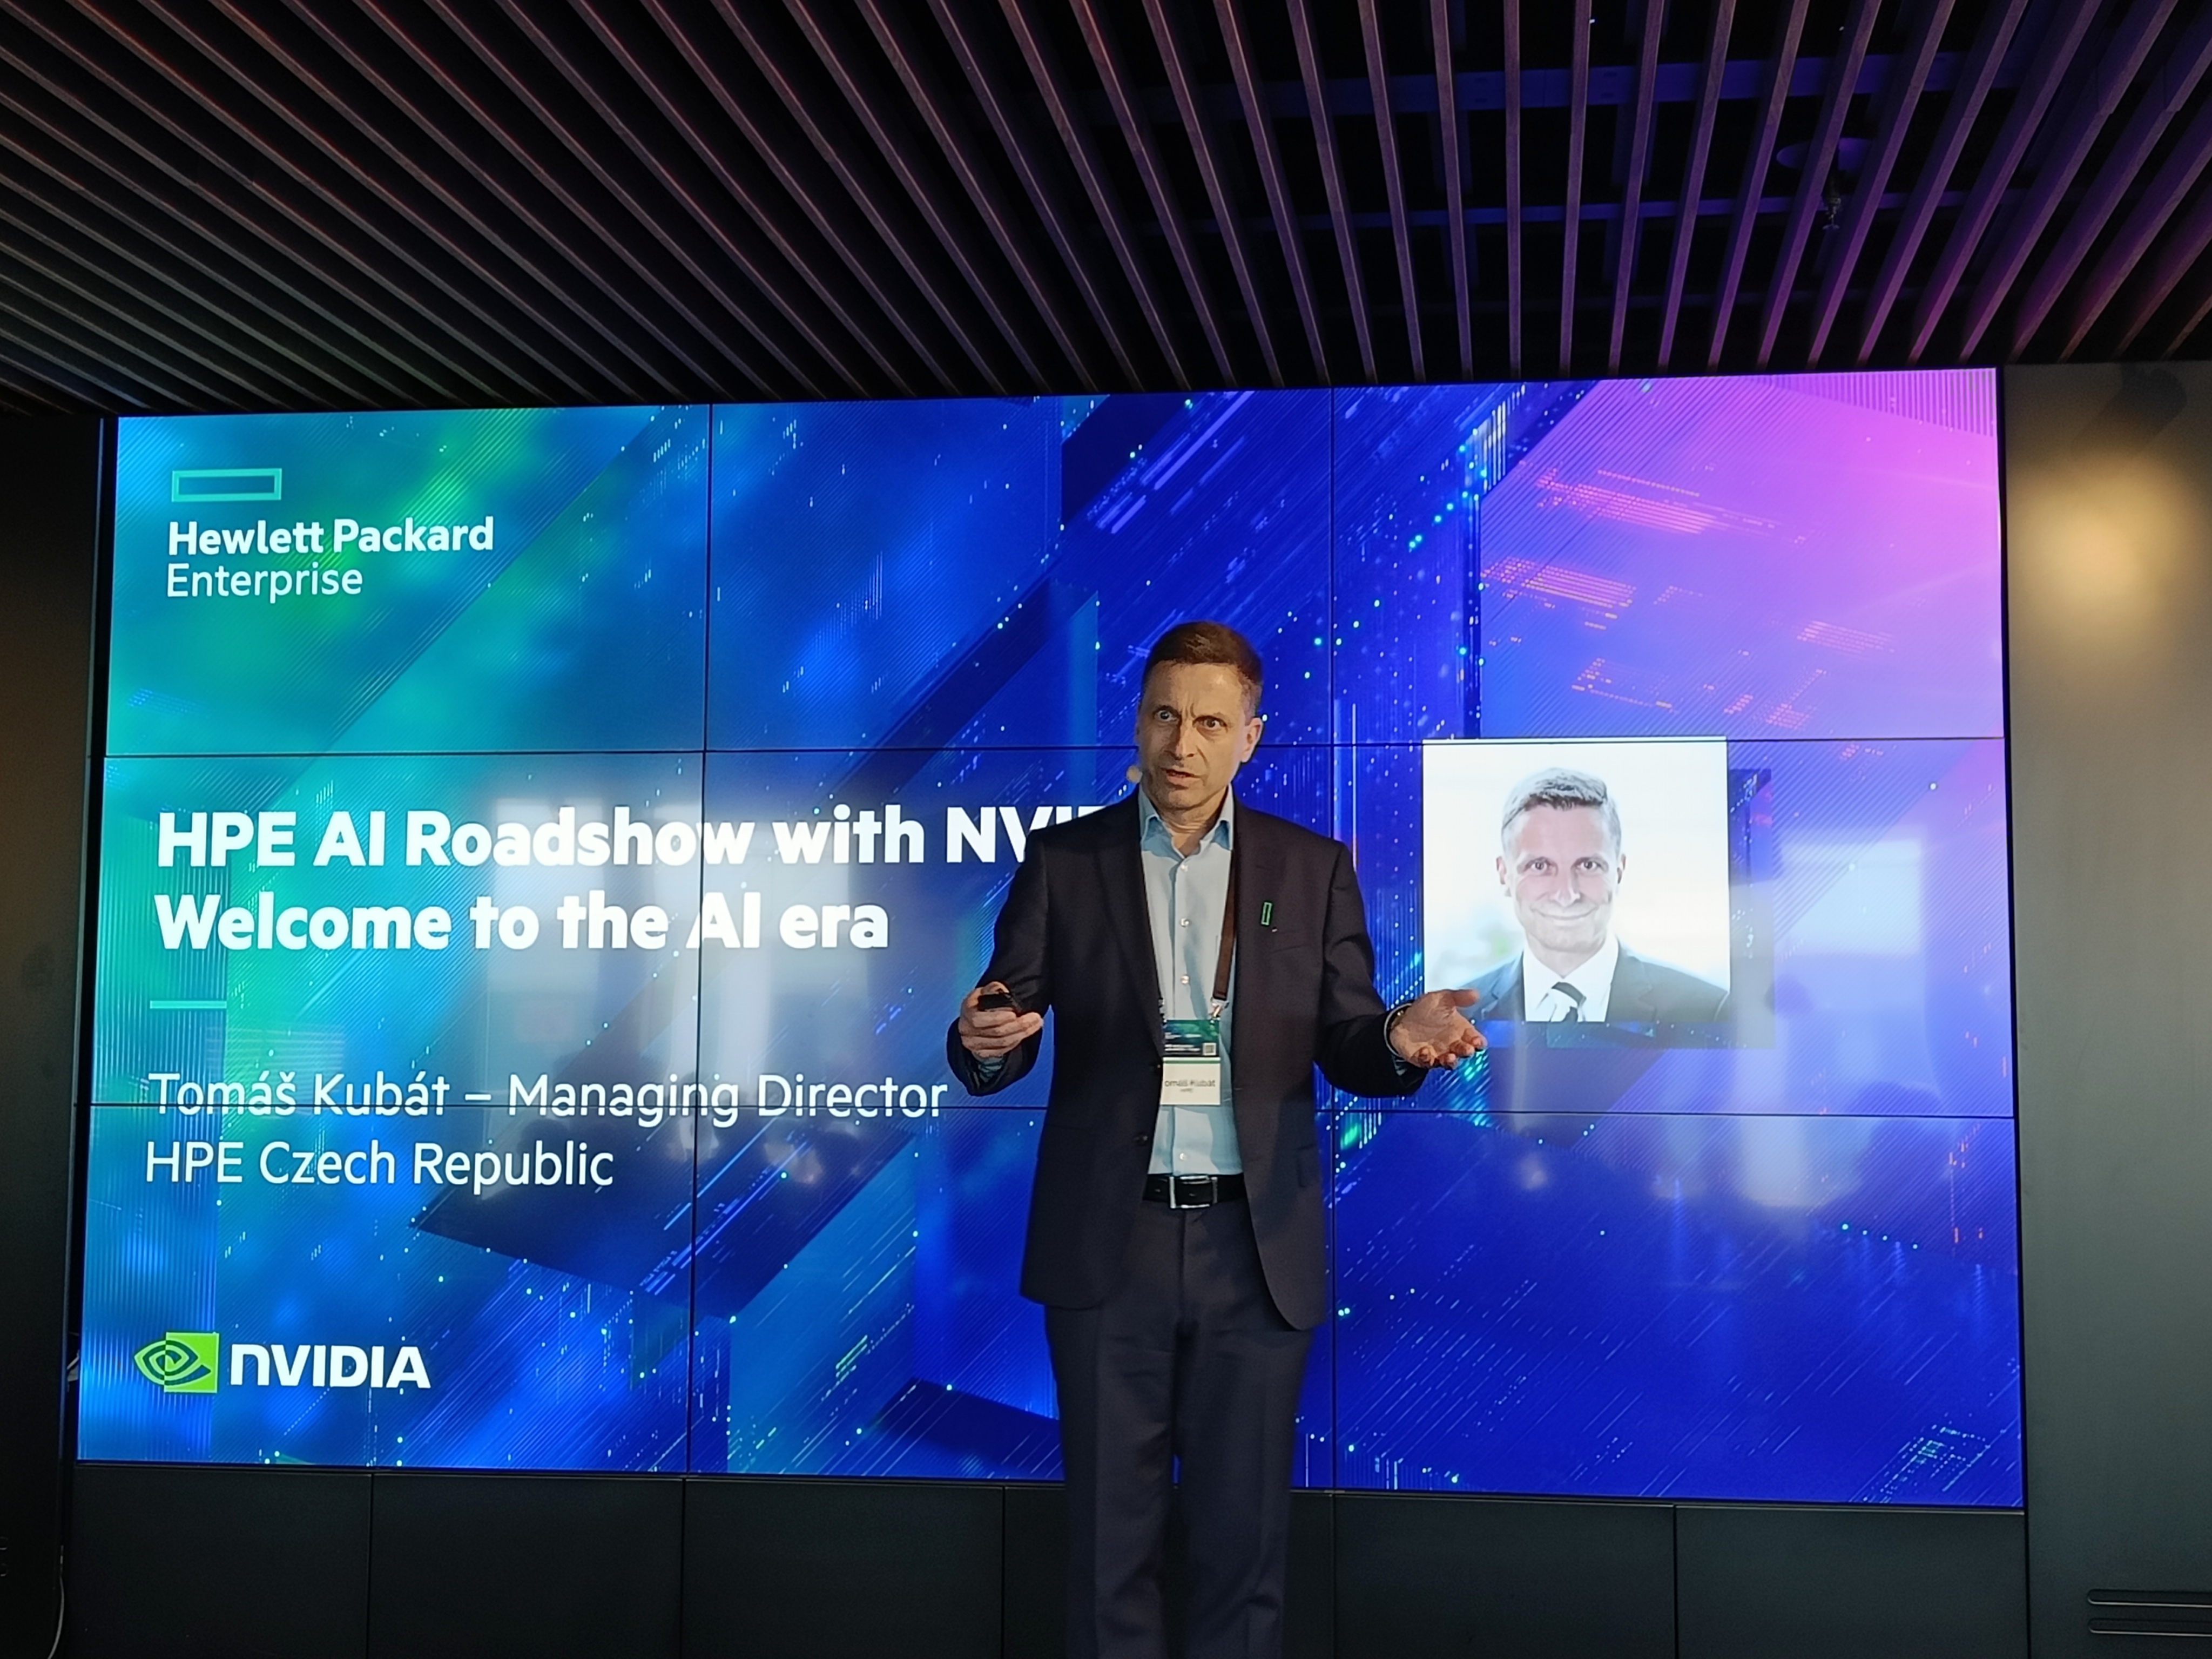 Hewlett Packard
Enterprise
HPE AI Roadshow with
Welcome to the AI era
Tomáš Kubát – Managing Director
HPE Czech Republic
Kubát
NVIDIA